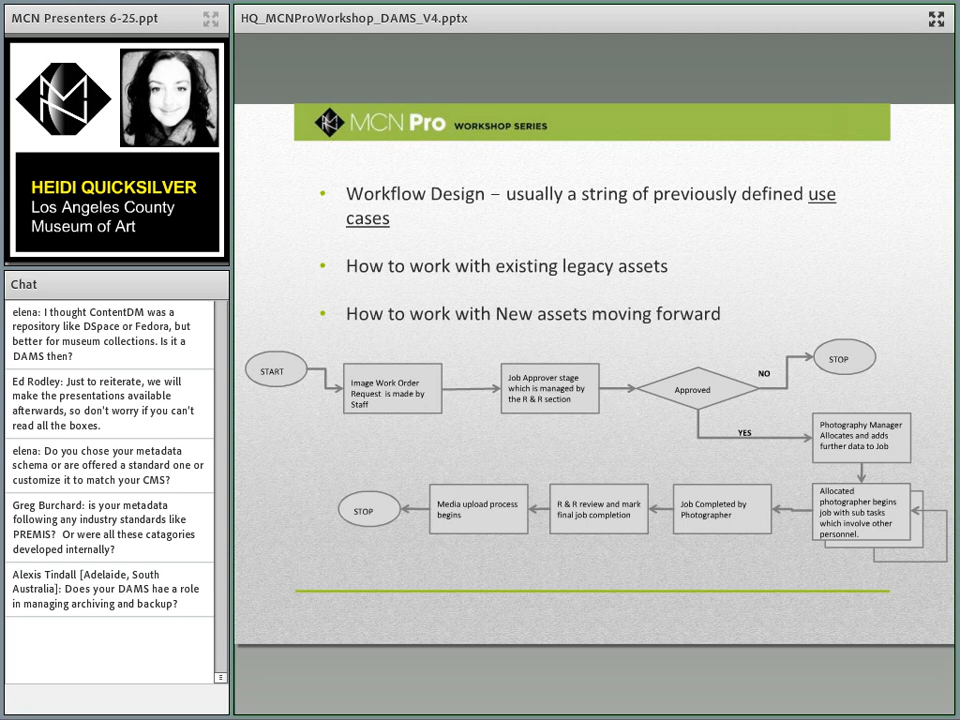 MCN Presenters 6-25.ppt
HEIDI QUICKSILVER
Los Angeles County
Museum of Art
Chat
elena: I thought ContentDM was a
repository like DSpace or Fedora, but
better for museum collections. Is it a
DAMS then?
Ed Rodley: Just to reiterate, we will
make the presentations available
afterwards, so don't worry if you can't
read all the boxes.
elena: Do you chose your metadata
schema or are offered a standard one or
customize it to match your CMS?
Greg Burchard: is your metadata
following any industry standards like
PREMIS? Or were all these catagories
developed internally?
Alexis Tindall [Adelaide, South
Australia]: Does your DAMS hae a role
in managing archiving and backup?
HQ_MCNProWorkshop_DAMS_V4.pptx
MCN Pro WORKSHOP SERIES
• Workflow Design – usually a string of previously defined use
cases
• How to work with existing legacy assets
• How to work with New assets moving forward
START
Image Work Order
Request is made by
Staff
Job Approver stage
which is managed by
the R & R section
Approved
NO
STOP
YES
Photography Manager
Allocates and adds
further data to Job
Allocated
photographer begins
job with sub tasks
which involve other
personnel.
Job Completed by
Photographer
R & R review and mark
final job completion
Media upload process
begins
STOP